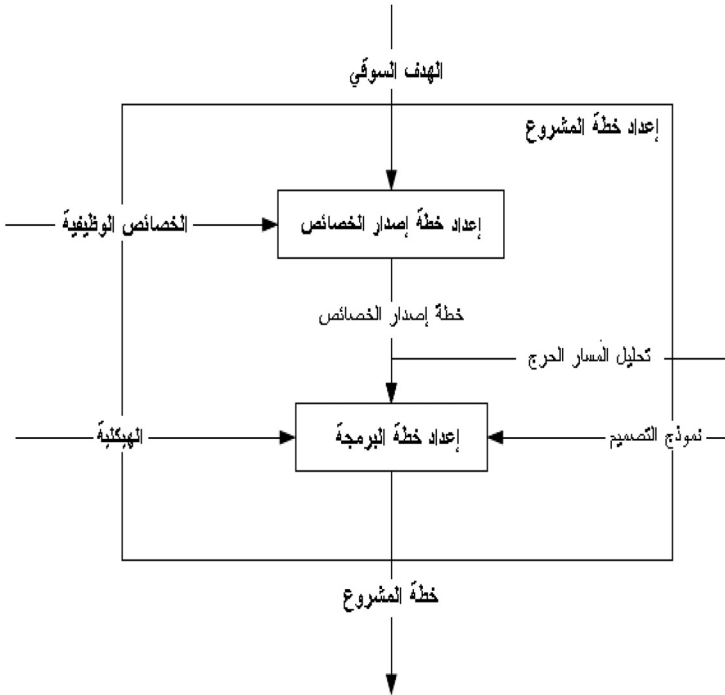 الهدف السوقي
إعداد خطة المشروع
الخصائص الوظيفية
إعداد خطة إصدار الخصائص
خطة إصدار الخصائص
تحليل المسار الحرج
الهيكلية
إعداد خطة البرمجة
نموذج التصميم
خطة المشروع